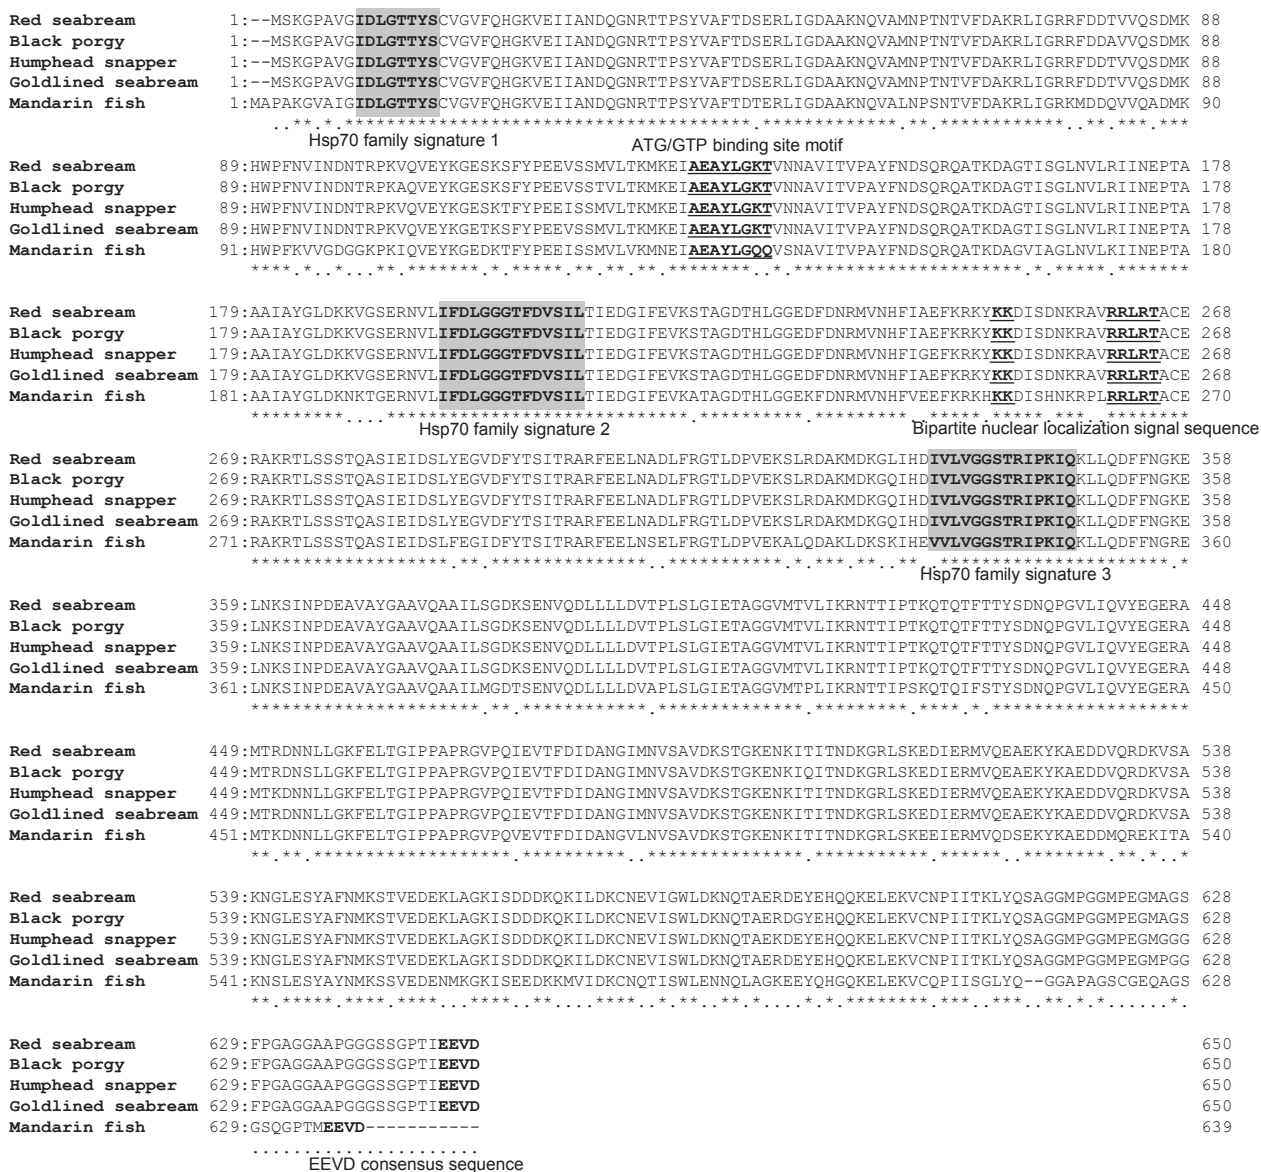 Red seabream 1:--MSKGPAVGIDLGTTYSCVGVFQHGKVEIIANDQGNRTTPSYVAFTDSERLIGDAAKNQVAMNPTNTVFDAKRLIGRRFDDTVVQSDMK 88
Black porgy 1:--MSKGPAVGIDLGTTYSCVGVFQHGKVEIIANDQGNRTTPSYVAFTDSERLIGDAAKNQVAMNPTNTVFDAKRLIGRRFDDAVVQSDMK 88
Humphead snapper 1:--MSKGPAVGIDLGTTYSCVGVFQHGKVEIIANDQGNRTTPSYVAFTDSERLIGDAAKNQVAMNPTNTVFDAKRLIGRRFDDTVVQSDMK 88
Goldlined seabream 1:--MSKGPAVGIDLGTTYSCVGVFQHGKVEIIANDQGNRTTPSYVAFTDSERLIGDAAKNQVAMNPTNTVFDAKRLIGRRFDDTVVQSDMK 88
Mandarin fish 1:MAPAKGVAIGIDLGTTYSCVGVFQHGKVEIIANDQGNRTTPSYVAFTDTERLIGDAAKNQVALNPSNTVFDAKRLIGRKMDDQVVQADMK 90
..**.*.***************************************.*************.**.************..**.***.***
Hsp70 family signature 1
ATG/GTP binding site motif
Red seabream 89:HWPFNVINDNTRPKVQVEYKGESKSFYPEEVSSMVLTKMKEIAEAYLGKTVNNAVITVPAYFNDSQRQATKDAGTISGLNVLRIINEPTA 178
Black porgy 89:HWPFNVINDNTRPKAQVEYKGESKSFYPEEVSSTVLTKMKEIAEAYLGKTVNNAVITVPAYFNDSQRQATKDAGTISGLNVLRIINEPTA 178
Humphead snapper 89:HWPFNVINDNTRPKVQVEYKGESKTFYPEEISSMVLTKMKEIAEAYLGKTVNNAVITVPAYFNDSQRQATKDAGTISGLNVLRIINEPTA 178
Goldlined seabream 89:HWPFNVINDNTRPKVQVEYKGETKSFYPEEVSSMVLTKMKEIAEAYLGKTVNNAVITVPAYFNDSQRQATKDAGTISGLNVLRIINEPTA 178
Mandarin fish 91:HWPFKVVGDGGKPKIQVEYKGEDKTFYPEEISSMVLVKMNEIAEAYLGQQVSNAVITVPAYFNDSQRQATKDAGVIAGLNVLKIINEPTA 180
****.*..*...**.*******.*.*****.**.**.**.********..*.**********************.*.*****.*******
Red seabream 179:AAIAYGLDKKVGSERNVLIFDLGGGTFDVSILTIEDGIFEVKSTAGDTHLGGEDFDNRMVNHFIAEFKRKYKKDISDNKRAVRRLRTACE 268
Black porgy 179:AAIAYGLDKKVGSERNVLIFDLGGGTFDVSILTIEDGIFEVKSTAGDTHLGGEDFDNRMVNHFIAEFKRKYKKDISDNKRAVRRLRTACE 268
Humphead snapper 179:AAIAYGLDKKVGSERNVLIFDLGGGTFDVSILTIEDGIFEVKSTAGDTHLGGEDFDNRMVNHFIGEFKRKYKKDISDNKRAVRRLRTACE 268
Goldlined seabream 179:AAIAYGLDKKVGSERNVLIFDLGGGTFDVSILTIEDGIFEVKSTAGDTHLGGEDFDNRMVNHFIAEFKRKYKKDISDNKRAVRRLRTACE 268
Mandarin fish 181:AAIAYGLDKNKTGERNVLIFDLGGGTFDVSILTIEDGIFEVKATAGDTHLGGEDFDNRMVNHFVEEFKRKHKKDISHNKRPLRRLRTACE 270
*********....*****************************.********************..*****.*****.***..********
Hsp70 family signature 2
Bipartite nuclear localization signal sequence
Red seabream 269:RAKRTLSSSTQASIEIDSLYEGVDFYTSITRARFEELNADLFRGTLDPVEKSLRDAKMDKGLIHDIVLVGGSTRIPKIQKLLQDFFNGKE 358
Black porgy 269:RAKRTLSSSTQASIEIDSLYEGVDFYTSITRARFEELNADLFRGTLDPVEKSLRDAKMDKGQIHDIVLVGGSTRIPKIQKLLQDFFNGKE 358
Humphead snapper 269:RAKRTLSSSTQASIEIDSLYEGVDFYTSITRARFEELNADLFRGTLDPVEKSLRDAKMDKGQIHDIVLVGGSTRIPKIQKLLQDFFNGKE 358
Goldlined seabream 269:RAKRTLSSSTQASIEIDSLYEGVDFYTSITRARFEELNADLFRGTLDPVEKSLRDAKMDKGQIHDIVLVGGSTRIPKIQKLLQDFFNGKE 358
Mandarin fish 271:RAKRTLSSSTQASIEIDSLFEGIDFYTSITRARFEELNSELFRGTLDPVEKALQDAKLDKSKIHEVVLVGGSTRIPKIQKLLQDFFNGRE 360
*******************.**.***************..***********.*.***.**..**..***********************.*
Hsp70 family signature 3
Red seabream 359:LNKSINPDEAVAYGAAVQAAILSGDKSENVQDLLLLDVTPLSLGIETAGGVMTVLIKRNTTIPTKQTQTFTTYSDNQPGVLIQVYEGERA 448
Black porgy 359:LNKSINPDEAVAYGAAVQAAILSGDKSENVQDLLLLDVTPLSLGIETAGGVMTVLIKRNTTIPTKQTQTFTTYSDNQPGVLIQVYEGERA 448
Humphead snapper 359:LNKSINPDEAVAYGAAVQAAILSGDKSENVQDLLLLDVTPLSLGIETAGGVMTVLIKRNTTIPTKQTQTFTTYSDNQPGVLIQVYEGERA 448
Goldlined seabream 359:LNKSINPDEAVAYGAAVQAAILSGDKSENVQDLLLLDVTPLSLGIETAGGVMTVLIKRNTTIPTKQTQTFTTYSDNQPGVLIQVYEGERA 448
Mandarin fish 361:LNKSINPDEAVAYGAAVQAAILMGDTSENVQDLLLLDVAPLSLGIETAGGVMTPLIKRNTTIPSKQTQIFSTYSDNQPGVLIQVYEGERA 450
**********************.**.************.**************.*********.****.*.*******************
Red seabream 449:MTRDNNLLGKFELTGIPPAPRGVPQIEVTFDIDANGIMNVSAVDKSTGKENKITITNDKGRLSKEDIERMVQEAEKYKAEDDVQRDKVSA 538
Black porgy 449:MTRDNSLLGKFELTGIPPAPRGVPQIEVTFDIDANGIMNVSAVDKSTGKENKIQITNDKGRLSKEDIERMVQEAEKYKAEDDVQRDKVSA 538
Humphead snapper 449:MTKDNNLLGKFELTGIPPAPRGVPQIEVTFDIDANGIMNVSAVDKSTGKENKITITNDKGRLSKEDIERMVQEAEKYKAEDDVQRDKVSA 538
Goldlined seabream 449:MTRDNNLLGKFELTGIPPAPRGVPQIEVTFDIDANGIMNVSAVDKSTGKENKITITNDKGRLSKEDIERMVQEAEKYKAEDDVQRDKVSA 538
Mandarin fish 451:MTKDNNLLGKFELTGIPPAPRGVPQVEVTFDIDANGVLNVSAVDKSTGKENKITITNDKGRLSKEEIERMVQDSEKYKAEDDMQREKITA 540
**.**.*******************.**********..***************.***********.******..********.**.*..*
Red seabream 539:KNGLESYAFNMKSTVEDEKLAGKISDDDKQKILDKCNEVIGWLDKNQTAERDEYEHQQKELEKVCNPIITKLYQSAGGMPGGMPEGMAGS 628
Black porgy 539:KNGLESYAFNMKSTVEDEKLAGKISDDDKQKILDKCNEVISWLDKNQTAERDGYEHQQKELEKVCNPIITKLYQSAGGMPGGMPEGMAGS 628
Humphead snapper 539:KNGLESYAFNMKSTVEDEKLAGKISDDDKQKILDKCNEVISWLDKNQTAEKDEYEHQQKELEKVCNPIITKLYQSAGGMPGGMPEGMGGG 628
Goldlined seabream 539:KNGLESYAFNMKSTVEDEKLAGKISDDDKQKILDKCNEVISWLDKNQTAERDEYEHQQKELEKVCNPIITKLYQSAGGMPGGMPEGMPGG 628
Mandarin fish 541:KNSLESYAYNMKSSVEDENMKGKISEEDKKMVIDKCNQTISWLENNQLAGKEEYQHGQKELEKVCQPIISGLYQ--GGAPAGSCGEQAGS 628
**.*****.****.****...****..**....****..*.**..**.*....*.*.********.***..***..**.*.*......*.
Red seabream 629:FPGAGGAAPGGGSSGPTIEEVD 650
Black porgy 629:FPGAGGAAPGGGSSGPTIEEVD 650
Humphead snapper 629:FPGAGGAAPGGGSSGPTIEEVD 650
Goldlined seabream 629:FPGAGGAAPGGGSSGPTIEEVD 650
Mandarin fish 629:GSQGPTMEEVD----------- 639
......................
EEVD consensus sequence